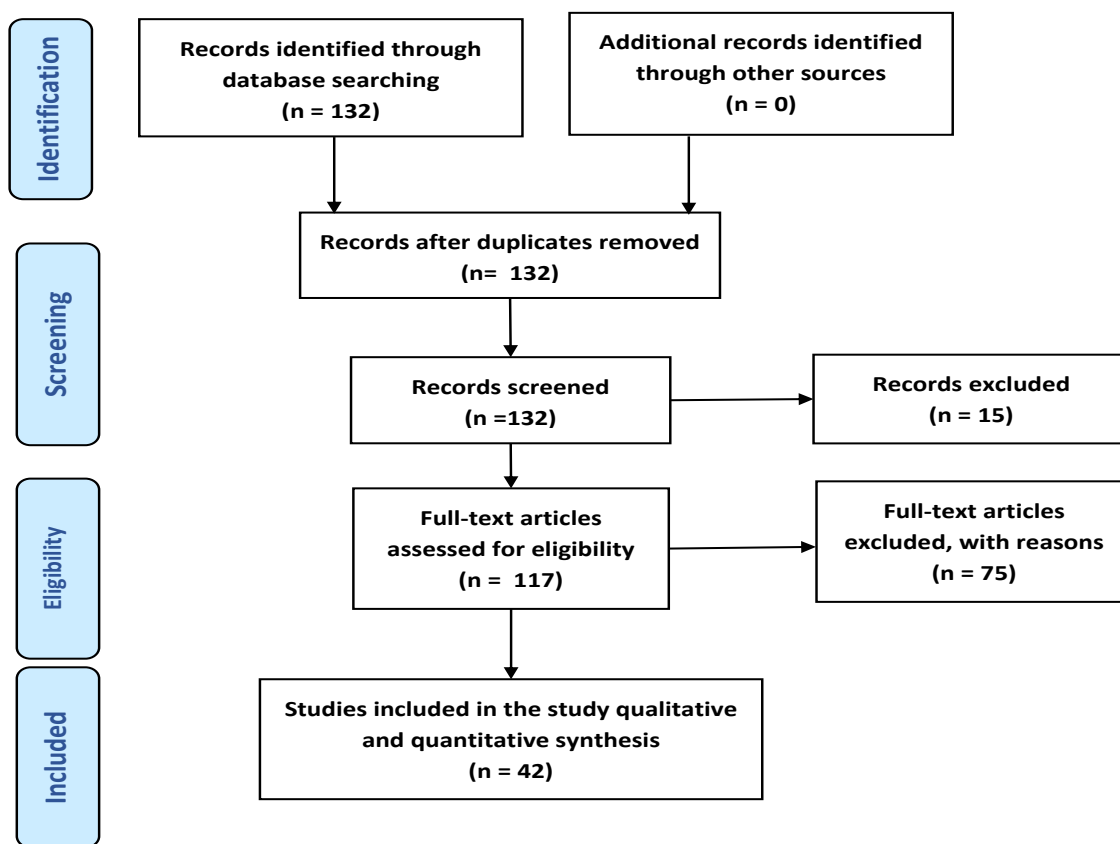 Identification
Records identified through
database searching
(n = 132)
Additional records identified
through other sources
(n = 0)
Screening
Records after duplicates removed
(n=  132)
Records screened
(n =132)
Records excluded
(n = 15)
Eligibility
Full-text articles
assessed for eligibility
(n =  117)
Full-text articles
excluded, with reasons
(n = 75)
Included
Studies included in the study qualitative
and quantitative synthesis
(n = 42)